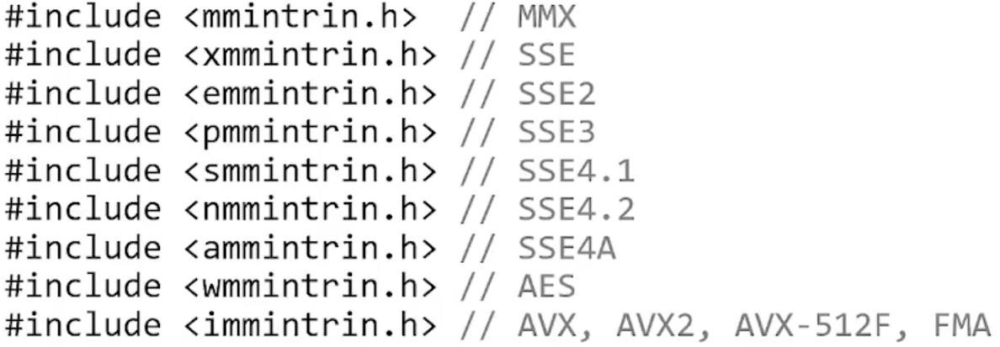 #include <mmintrin.h>  // MMX
#include <xmmintrin.h> // SSE
#include <emmintrin.h> // SSE2
#include <pmmintrin.h> // SSE3
#include <smmintrin.h> // SSE4.1
#include <nmmintrin.h> // SSE4.2
#include <ammintrin.h> // SSE4A
#include <wmmintrin.h> // AES
#include <immintrin.h> // AVX, AVX2, AVX-512F, FMA